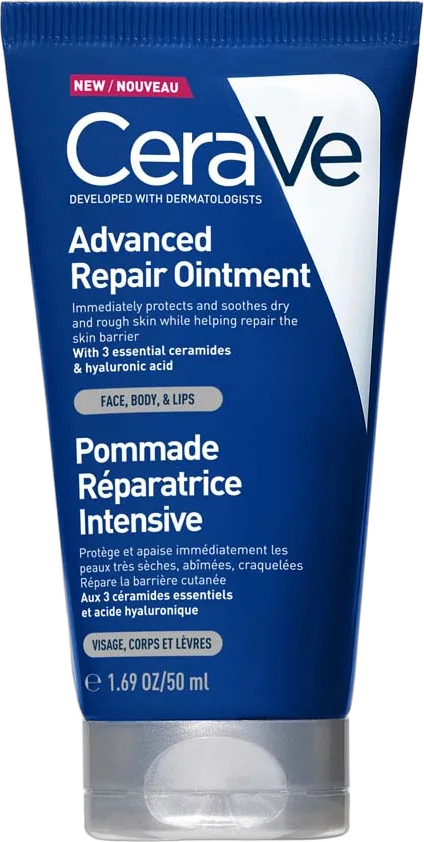 NEW / NOUVEAU
CeraVe
DEVELOPED WITH DERMATOLOGISTS
Advanced
Repair Ointment
Immediately protects and soothes dry
and rough skin while helping repair the
skin barrier
With 3 essential ceramides
& hyaluronic acid
FACE, BODY, & LIPS
Pommade
Réparatrice
Intensive
Protège et apaise immédiatement les
peaux très sèches, abîmées, craquelées
Répare la barrière cutanée
Aux 3 céramides essentiels
et acide hyaluronique
VISAGE, CORPS ET LÈVRES
℮ 1.69 OZ/50 ml